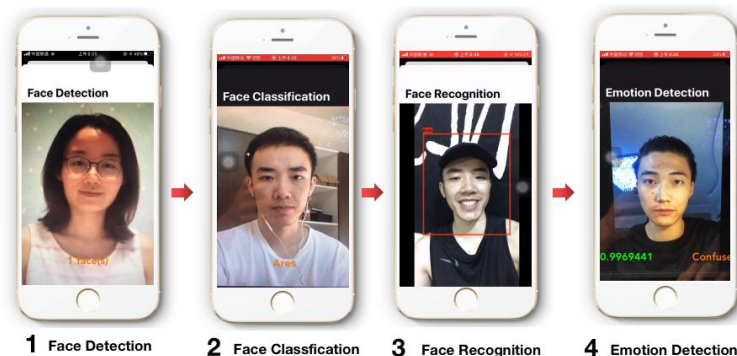 Face Detection
1 face(s)
Face Classification
Ares
Face Recognition
Emotion Detection
0.9969441
Confuse
1 Face Detection
2 Face Classfication
3 Face Recognition
4 Emotion Detection